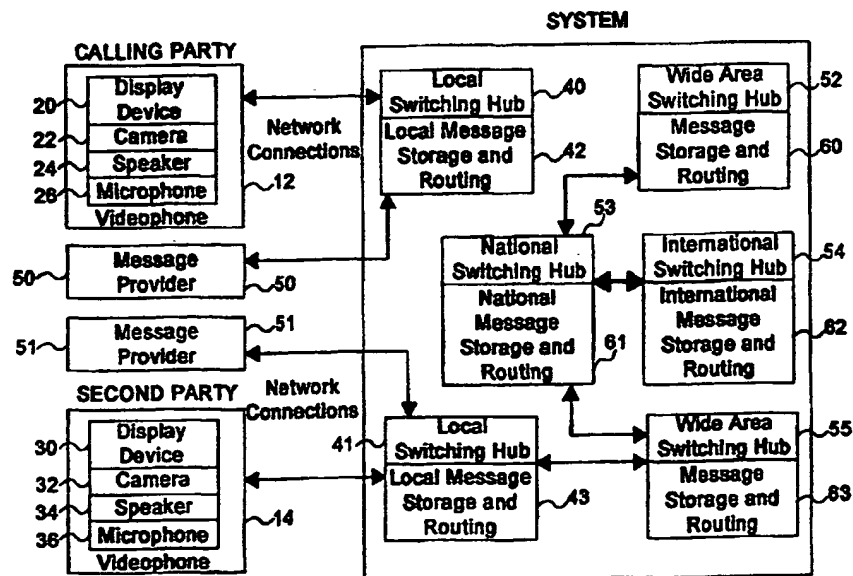 SYSTEM
CALLING PARTY
20
Display
Device
22
Camera
24
Speaker
26
Microphone
Videophone
12
Network
Connections
Local
Switching Hub
40
Local Message
Storage and
Routing
42
Wide Area
Switching Hub
52
Message
Storage and
Routing
60
50
Message
Provider
50
51
Message
Provider
51
53
National
Switching Hub
National
Message
Storage and
Routing
61
International
Switching Hub
54
International
Message
Storage and
Routing
62
SECOND PARTY
Network
Connections
30
Display
Device
32
Camera
34
Speaker
36
Microphone
Videophone
14
41
Local
Switching Hub
Local Message
Storage and
Routing
43
Wide Area
Switching Hub
55
Message
Storage and
Routing
63